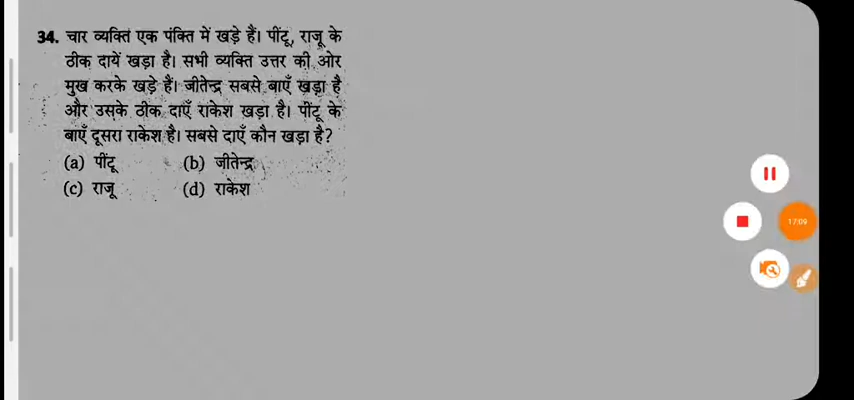 34. चार व्यक्ति एक पंक्ति में खड़े हैं। पींटू, राजू के
ठीक दायें खड़ा है। सभी व्यक्ति उत्तर की ओर
मुख करके खड़े हैं। जीतेन्द्र सबसे बाएँ खड़ा है
और उसके ठीक दाएँ राकेश खड़ा है। पींटू के
बाएँ दूसरा राकेश है। सबसे दाएँ कौन खड़ा है?
(a) पींटू (b) जीतेन्द्र
(c) राजू (d) राकेश
17:09